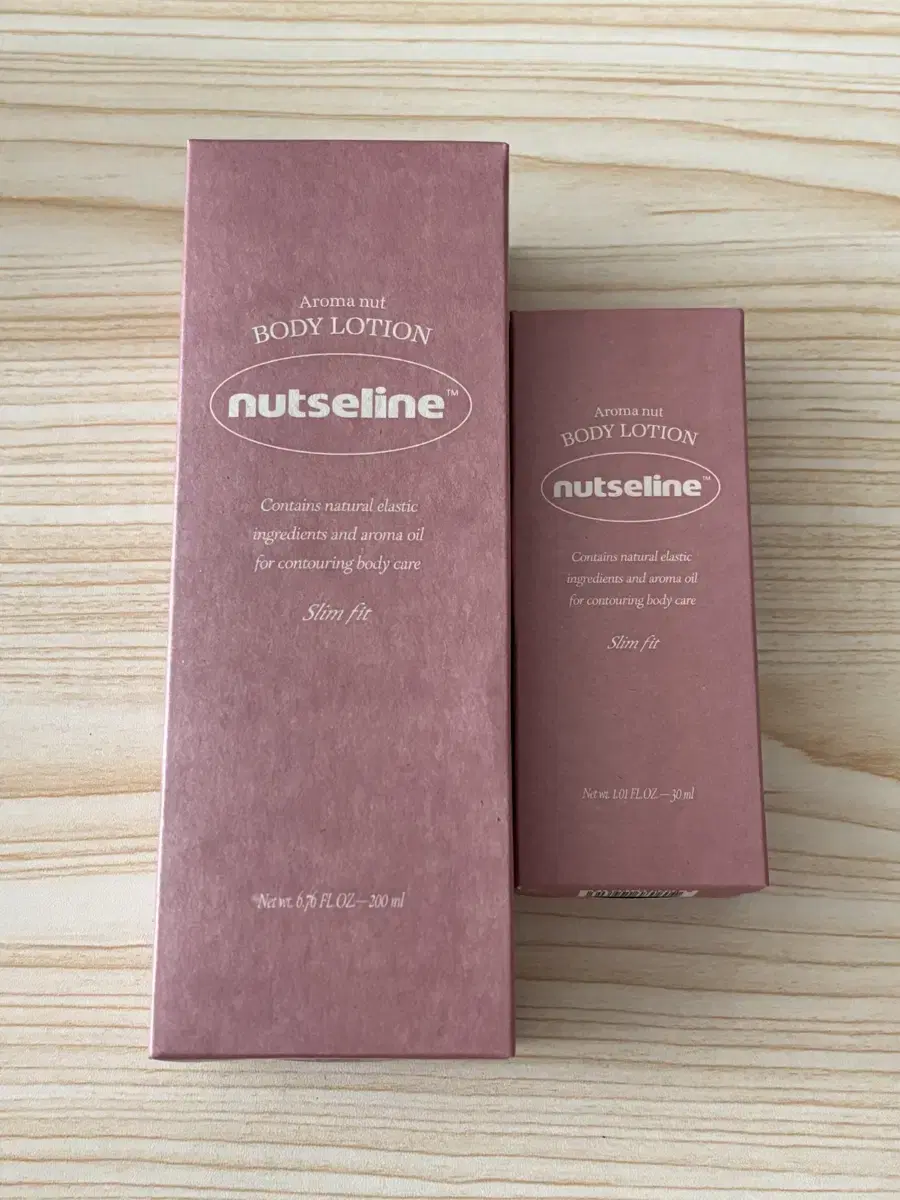 Aroma nut
BODY LOTION
nutseline™
Contains natural elastic
ingredients and aroma oil
for contouring body care
Slim fit
Net wt. 6.76 FL OZ—200 ml
Aroma nut
BODY LOTION
nutseline™
Contains natural elastic
ingredients and aroma oil
for contouring body care
Slim fit
Net wt. 1.01 FL OZ—30 ml